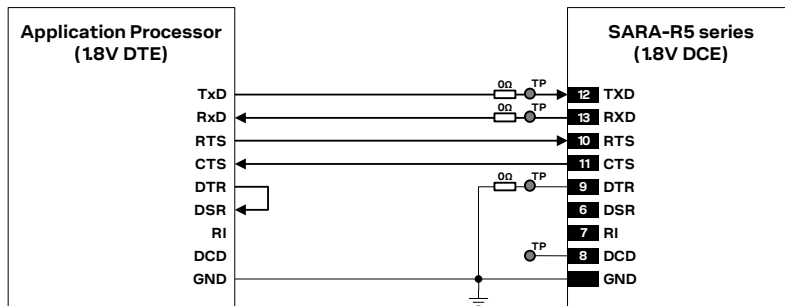 Application Processor
(1.8V DTE)
SARA-R5 series
(1.8V DCE)
TxD 0Ω TP 12 TXD
RxD 0Ω TP 13 RXD
RTS 10 RTS
CTS 11 CTS
DTR 0Ω TP 9 DTR
DSR 6 DSR
RI 7 RI
DCD TP 8 DCD
GND GND